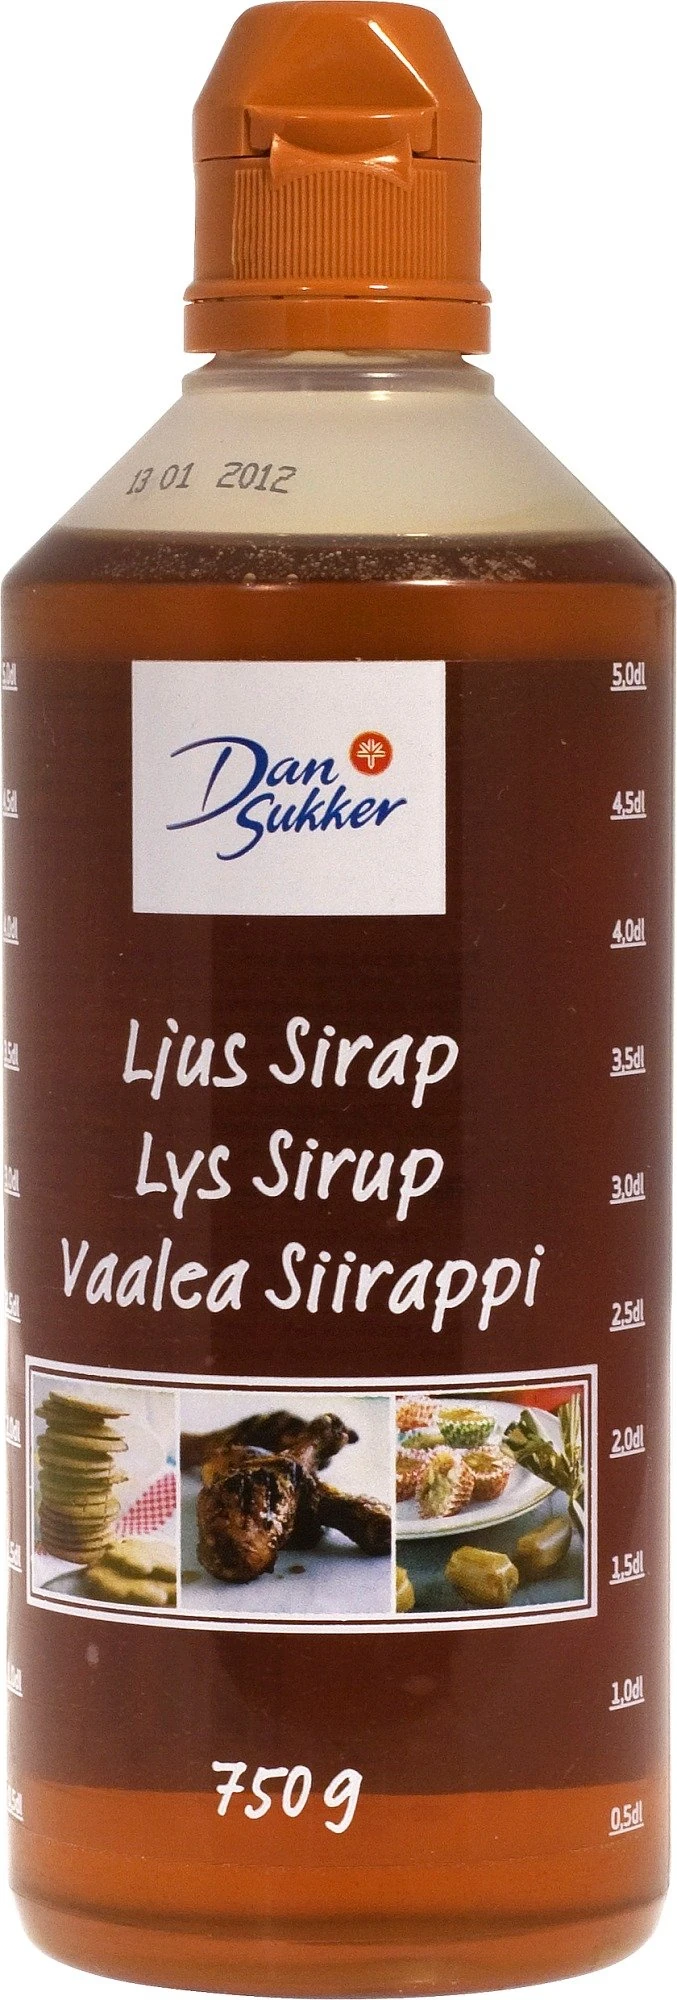 13 01 2012
Dan
Sukker
5,0dl
4,5dl
4,0dl
Ljus Sirap
3,5dl
Lys Sirup
3,0dl
Vaalea Siirappi
2,5dl
2,0dl
1,5dl
1,0dl
750g
0,5dl